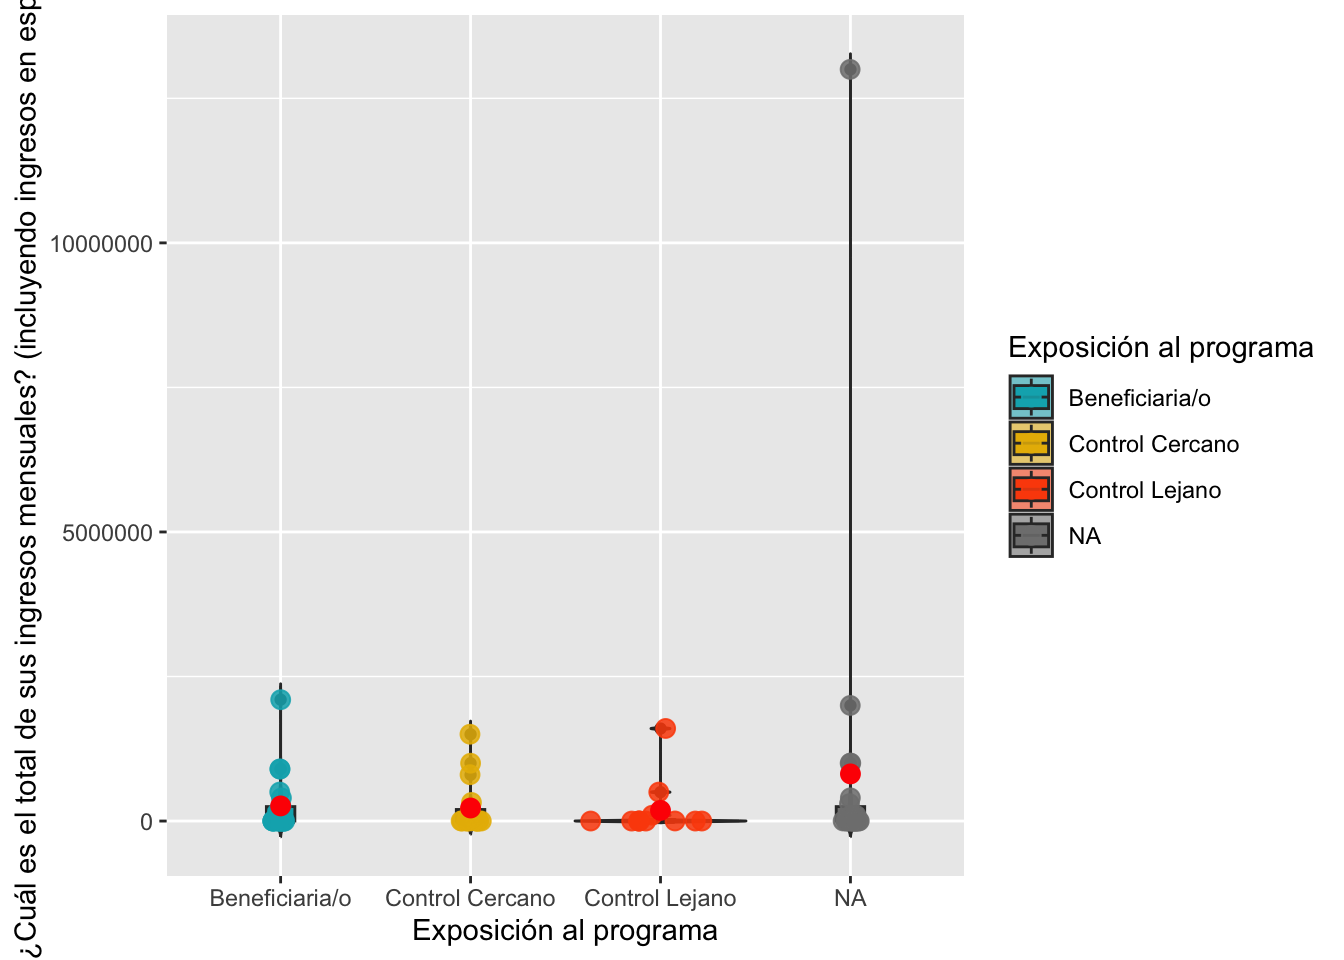 ¿Cuál es el total de sus ingresos mensuales? (incluyendo ingresos en esp
10000000
5000000
0
Beneficiaria/o
Control Cercano
Control Lejano
NA
Exposición al programa
Exposición al programa
Beneficiaria/o
Control Cercano
Control Lejano
NA